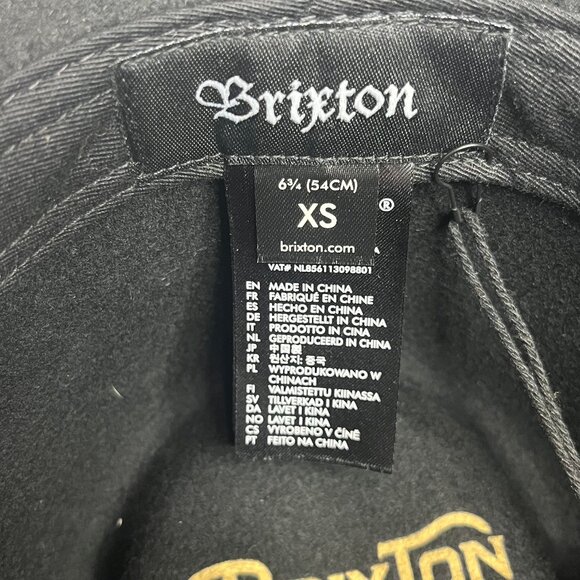 Brixton
6¾ (54CM)
XS
®
brixton.com
VAT# NL856113098801
EN MADE IN CHINA
FR FABRIQUÉ EN CHINE
ES HECHO EN CHINA
DE HERGESTELLT IN CHINA
IT PRODOTTO IN CINA
NL GEPRODUCEERD IN CHINA
JP 中国製
KR 원산지: 중국
PL WYPRODUKOWANO W
CHINACH
FI VALMISTETTU KIINASSA
SV TILLVERKAD I KINA
DA LAVET I KINA
NO LAVET I KINA
CS VYROBENO V ČÍNĚ
PT FEITO NA CHINA
BRIXTON